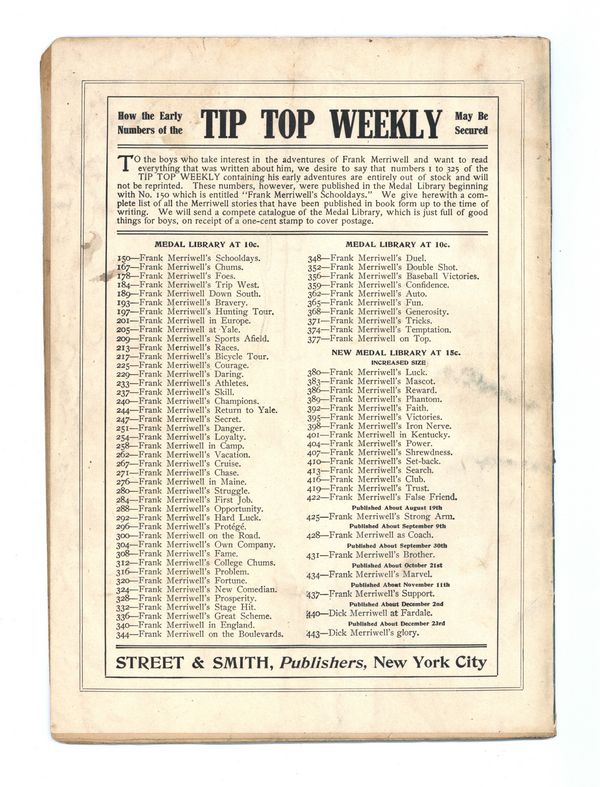 How the Early
Numbers of the
TIP TOP WEEKLY
May Be
Secured
TO the boys who take interest in the adventures of Frank Merriwell and want to read
everything that was written about him, we desire to say that numbers 1 to 325 of the
TIP TOP WEEKLY containing his early adventures are entirely out of stock and will
not be reprinted. These numbers, however, were published in the Medal Library beginning
with No. 150 which is entitled "Frank Merriwell's Schooldays." We give herewith a com-
plete list of all the Merriwell stories that have been published in book form up to the time of
writing. We will send a compete catalogue of the Medal Library, which is just full of good
things for boys, on receipt of a one-cent stamp to cover postage.
MEDAL LIBRARY AT 10c.
150—Frank Merriwell's Schooldays.
167—Frank Merriwell's Chums.
178—Frank Merriwell's Foes.
184—Frank Merriwell's Trip West.
189—Frank Merriwell Down South.
193—Frank Merriwell's Bravery.
197—Frank Merriwell's Hunting Tour.
201—Frank Merriwell in Europe.
205—Frank Merriwell at Yale.
209—Frank Merriwell's Sports Afield.
213—Frank Merriwell's Races.
217—Frank Merriwell's Bicycle Tour.
225—Frank Merriwell's Courage.
229—Frank Merriwell's Daring.
233—Frank Merriwell's Athletes.
237—Frank Merriwell's Skill.
240—Frank Merriwell's Champions.
244—Frank Merriwell's Return to Yale.
247—Frank Merriwell's Secret.
251—Frank Merriwell's Danger.
254—Frank Merriwell's Loyalty.
258—Frank Merriwell in Camp.
262—Frank Merriwell's Vacation.
267—Frank Merriwell's Cruise.
271—Frank Merriwell's Chase.
276—Frank Merriwell in Maine.
280—Frank Merriwell's Struggle.
284—Frank Merriwell's First Job.
288—Frank Merriwell's Opportunity.
292—Frank Merriwell's Hard Luck.
296—Frank Merriwell's Protégé.
300—Frank Merriwell on the Road.
304—Frank Merriwell's Own Company.
308—Frank Merriwell's Fame.
312—Frank Merriwell's College Chums.
316—Frank Merriwell's Problem.
320—Frank Merriwell's Fortune.
324—Frank Merriwell's New Comedian.
328—Frank Merriwell's Prosperity.
332—Frank Merriwell's Stage Hit.
336—Frank Merriwell's Great Scheme.
340—Frank Merriwell in England.
344—Frank Merriwell on the Boulevards.
MEDAL LIBRARY AT 10c.
348—Frank Merriwell's Duel.
352—Frank Merriwell's Double Shot.
356—Frank Merriwell's Baseball Victories.
359—Frank Merriwell's Confidence.
362—Frank Merriwell's Auto.
365—Frank Merriwell's Fun.
368—Frank Merriwell's Generosity.
371—Frank Merriwell's Tricks.
374—Frank Merriwell's Temptation.
377—Frank Merriwell on Top.
NEW MEDAL LIBRARY AT 15c.
INCREASED SIZE
380—Frank Merriwell's Luck.
383—Frank Merriwell's Mascot.
386—Frank Merriwell's Reward.
389—Frank Merriwell's Phantom.
392—Frank Merriwell's Faith.
395—Frank Merriwell's Victories.
398—Frank Merriwell's Iron Nerve.
401—Frank Merriwell in Kentucky.
404—Frank Merriwell's Power.
407—Frank Merriwell's Shrewdness.
410—Frank Merriwell's Set-back.
413—Frank Merriwell's Search.
416—Frank Merriwell's Club.
419—Frank Merriwell's Trust.
422—Frank Merriwell's False Friend.
Published About August 19th
425—Frank Merriwell's Strong Arm.
Published About September 9th
428—Frank Merriwell as Coach.
Published About September 30th
431—Frank Merriwell's Brother.
Published About October 21st
434—Frank Merriwell's Marvel.
Published About November 11th
437—Frank Merriwell's Support.
Published About December 2nd
440—Dick Merriwell at Fardale.
Published About December 23rd
443—Dick Merriwell's glory.
STREET & SMITH, Publishers, New York City